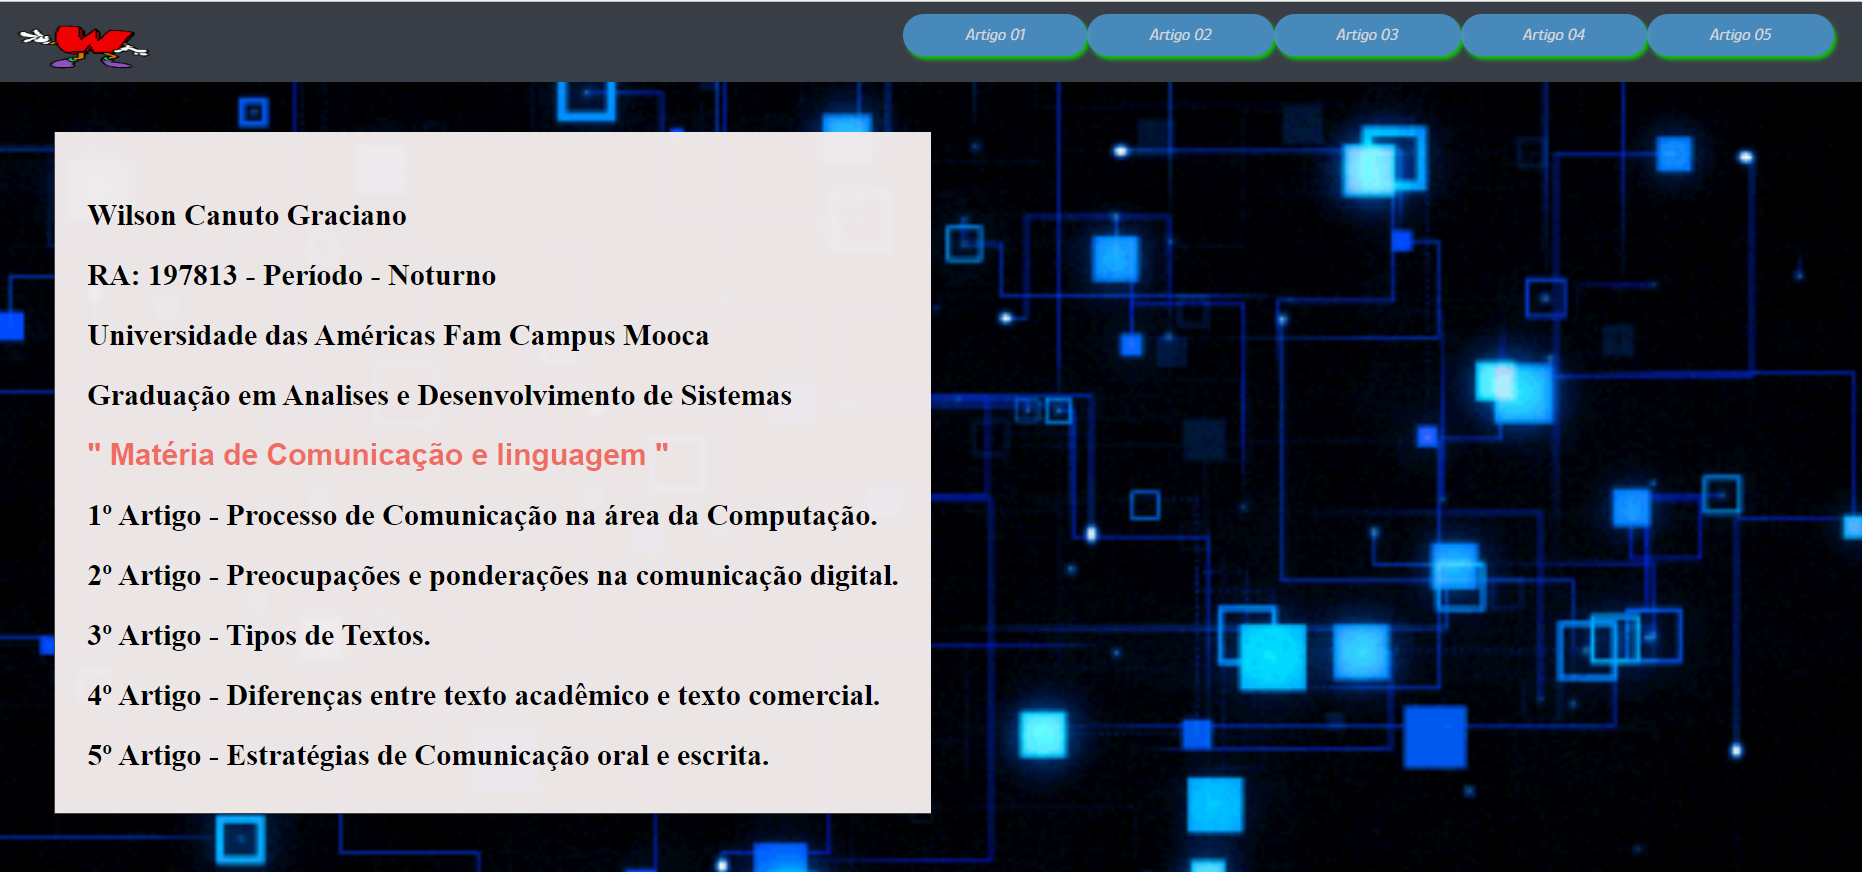 W
Artigo 01 Artigo 02 Artigo 03 Artigo 04 Artigo 05
Wilson Canuto Graciano
RA: 197813 - Período - Noturno
Universidade das Américas Fam Campus Mooca
Graduação em Analises e Desenvolvimento de Sistemas
" Matéria de Comunicação e linguagem "
1º Artigo - Processo de Comunicação na área da Computação.
2º Artigo - Preocupações e ponderações na comunicação digital.
3º Artigo - Tipos de Textos.
4º Artigo - Diferenças entre texto acadêmico e texto comercial.
5º Artigo - Estratégias de Comunicação oral e escrita.